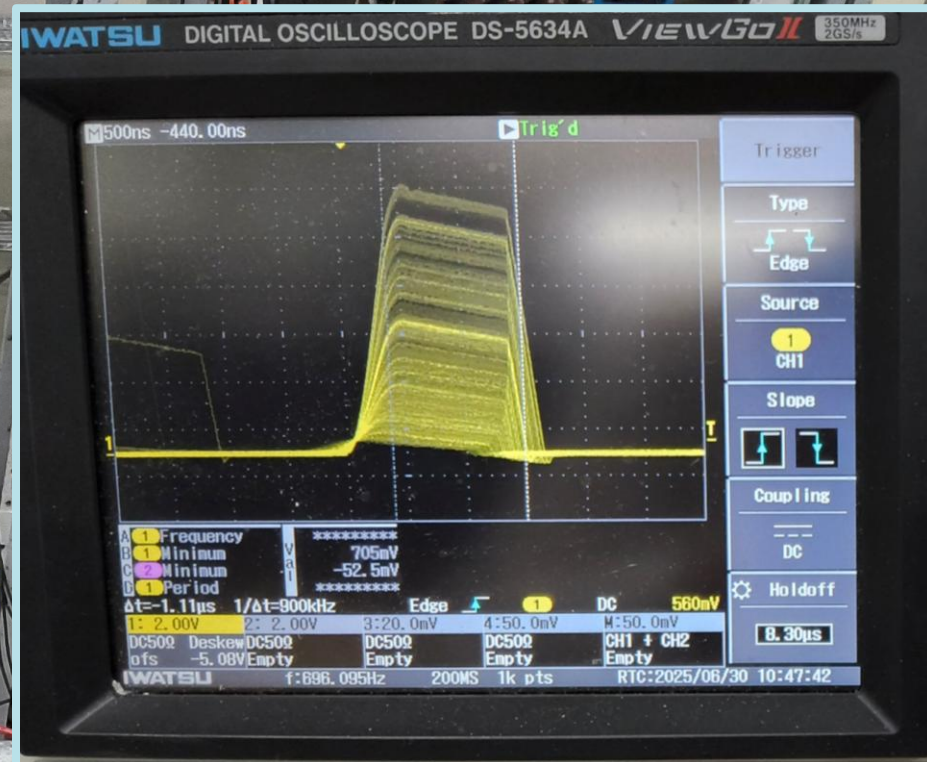 IWATSU DIGITAL OSCILLOSCOPE DS-5634A VIEWGOII 350MHz
2GS/s
M 500ns -440.00ns Trig'd
Trigger
Type
Edge
Source
1
CH1
Slope
Coupling
DC
Holdoff
8.30µs
1
T
A 1 Frequency *********
B 1 Minimum 705mV
C 2 Minimum -52.5mV
D 1 Period *********
Val
Δt=-1.11µs 1/Δt=900kHz Edge 1 DC 560mV
1: 2.00V 2: 2.00V 3:20.0mV 4:50.0mV M:50.0mV
DC50Ω Deskew DC50Ω DC50Ω DC50Ω CH1 + CH2
ofs -5.08V Empty Empty Empty Empty
IWATSU f:696.095Hz 200MS 1k pts RTC:2025/06/30 10:47:42